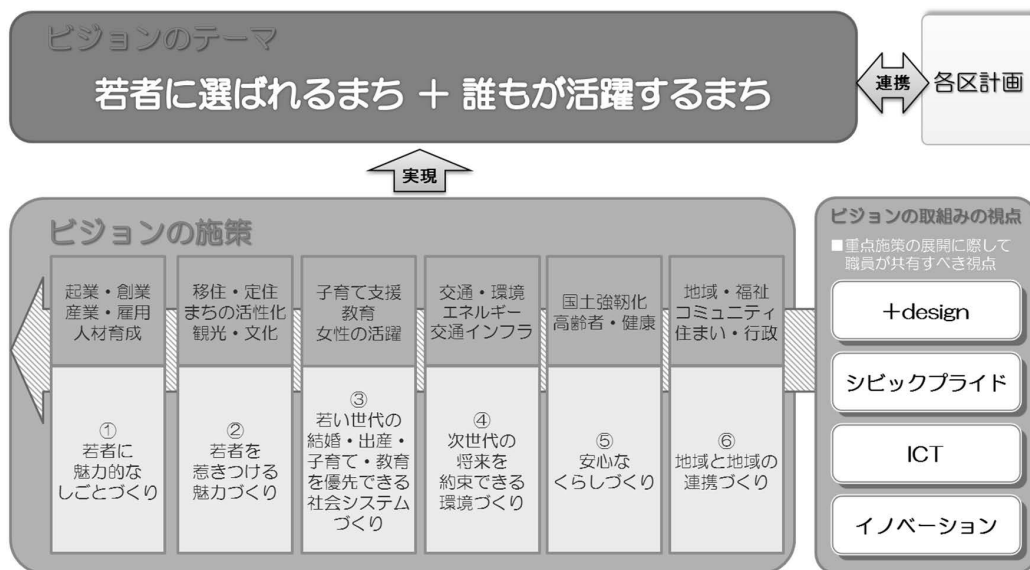 ビジョンのテーマ
若者に選ばれるまち + 誰もが活躍するまち
連携
各区計画
実現
ビジョンの施策
起業・創業
産業・雇用
人材育成
移住・定住
まちの活性化
観光・文化
子育て支援
教育
女性の活躍
交通・環境
エネルギー
交通インフラ
国土強靭化
高齢者・健康
地域・福祉
コミュニティ
住まい・行政
①
若者に
魅力的な
しごとづくり
②
若者を
惹きつける
魅力づくり
③
若い世代の
結婚・出産・
子育て・教育
を優先できる
社会システム
づくり
④
次世代の
将来を
約束できる
環境づくり
⑤
安心な
くらしづくり
⑥
地域と地域の
連携づくり
ビジョンの取組みの視点
■重点施策の展開に際して
職員が共有すべき視点
+design
シビックプライド
ICT
イノベーション